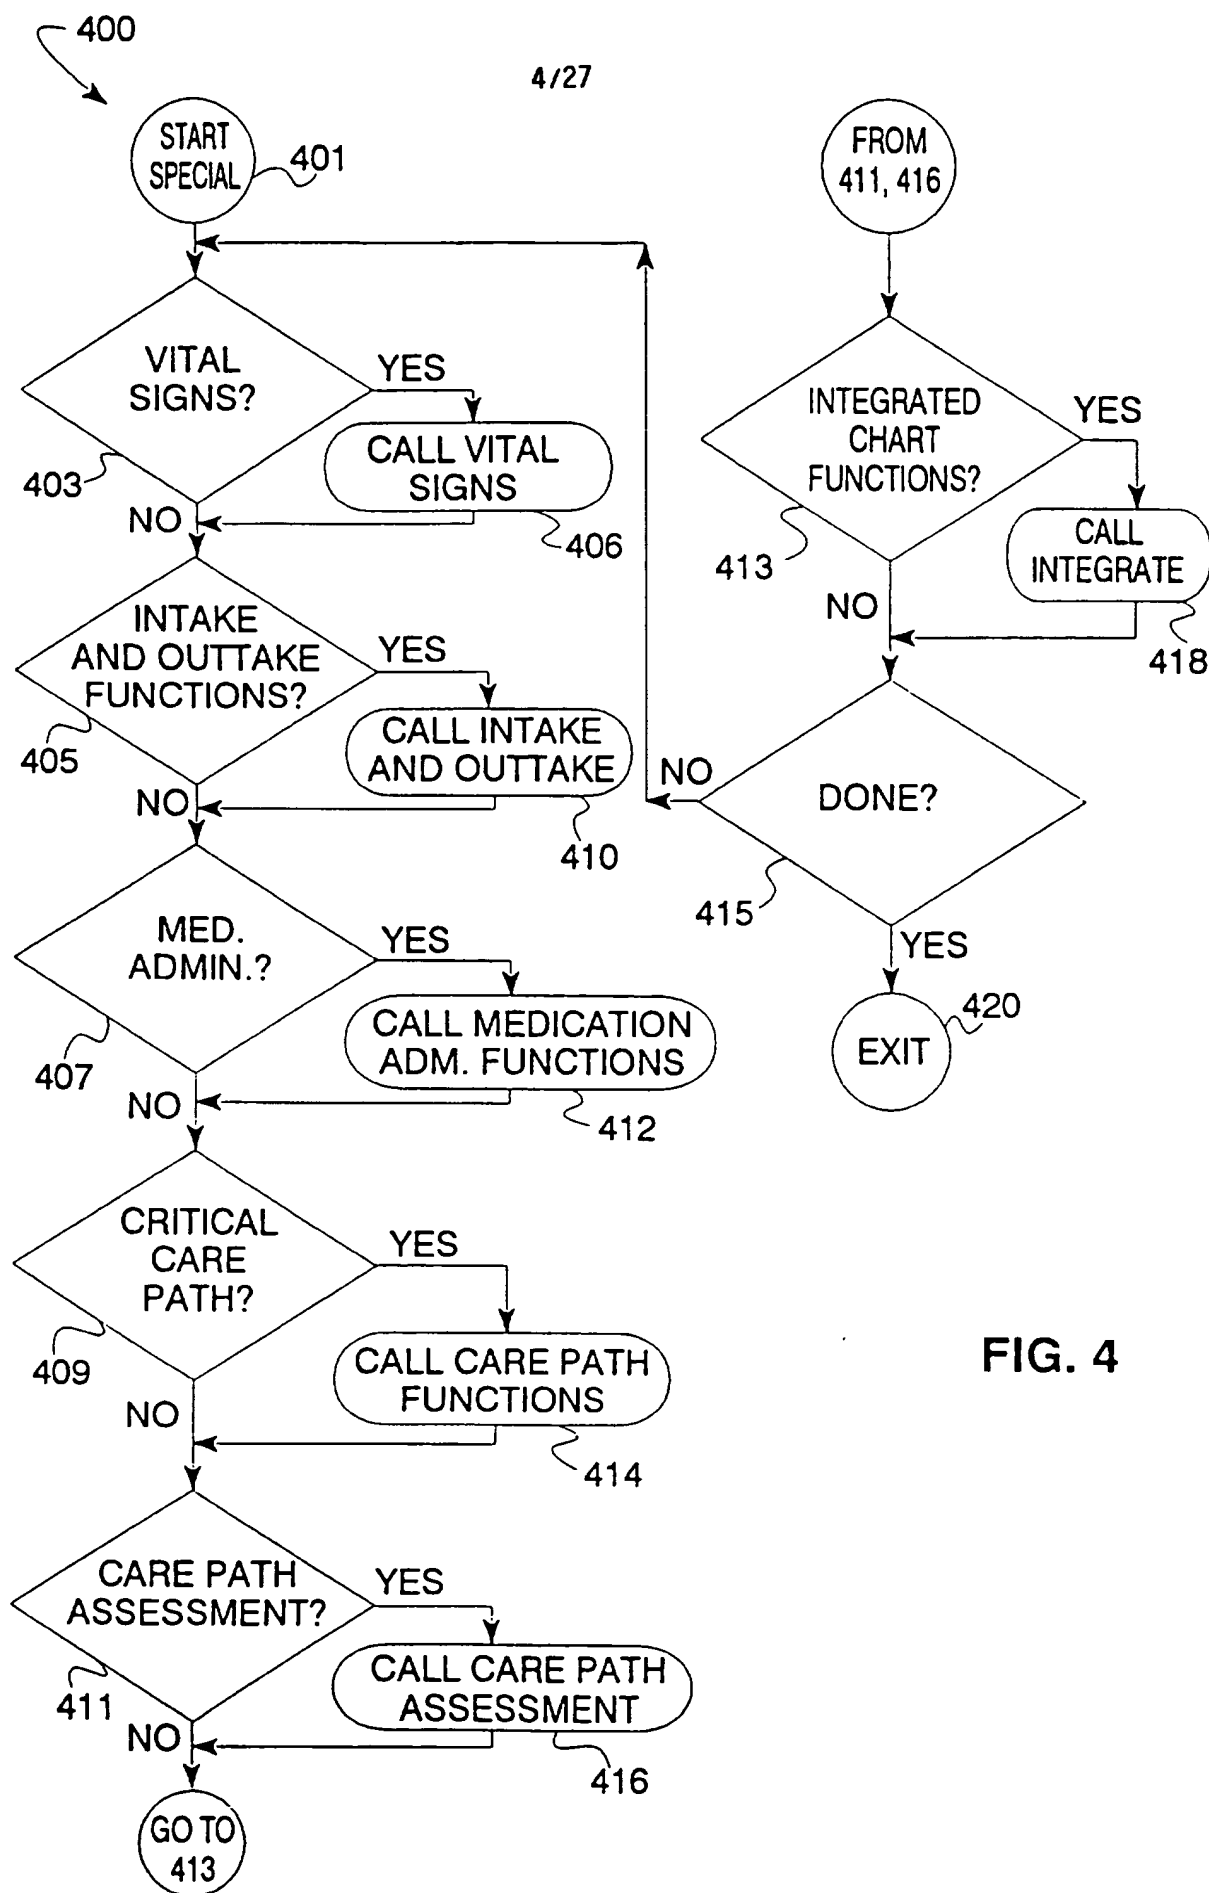 400
4/27
START
SPECIAL
401
VITAL
SIGNS?
YES
403
CALL VITAL
SIGNS
NO
406
INTAKE
AND OUTTAKE
FUNCTIONS?
YES
405
CALL INTAKE
AND OUTTAKE
NO
410
MED.
ADMIN.?
YES
407
CALL MEDICATION
ADM. FUNCTIONS
NO
412
CRITICAL
CARE
PATH?
YES
409
CALL CARE PATH
FUNCTIONS
NO
414
CARE PATH
ASSESSMENT?
YES
411
CALL CARE PATH
ASSESSMENT
NO
416
GO TO
413
FROM
411, 416
INTEGRATED
CHART
FUNCTIONS?
YES
413
CALL
INTEGRATE
NO
418
DONE?
NO
415
YES
EXIT
420
FIG. 4